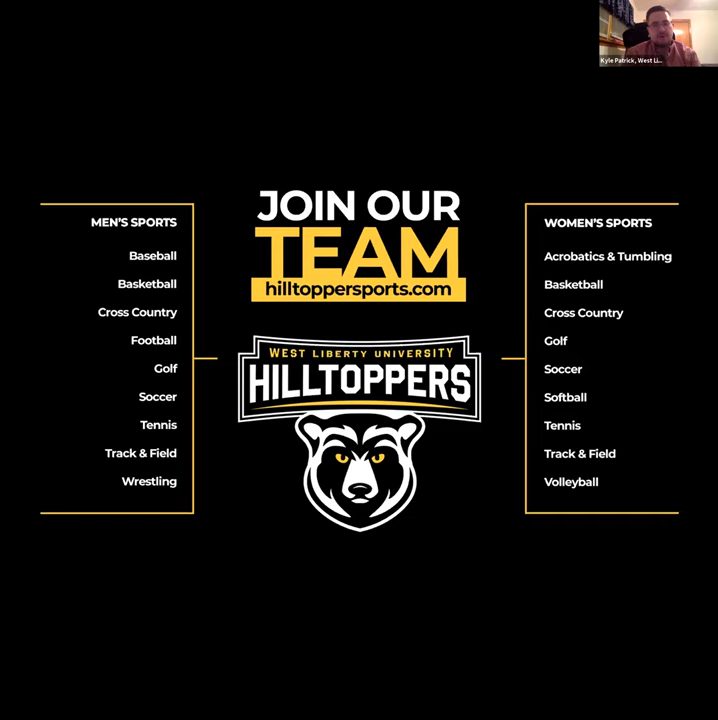 Kyle Patrick, West Li...
JOIN OUR
TEAM
hilltoppersports.com
WEST LIBERTY UNIVERSITY
HILLTOPPERS
MEN'S SPORTS
Baseball
Basketball
Cross Country
Football
Golf
Soccer
Tennis
Track & Field
Wrestling
WOMEN'S SPORTS
Acrobatics & Tumbling
Basketball
Cross Country
Golf
Soccer
Softball
Tennis
Track & Field
Volleyball